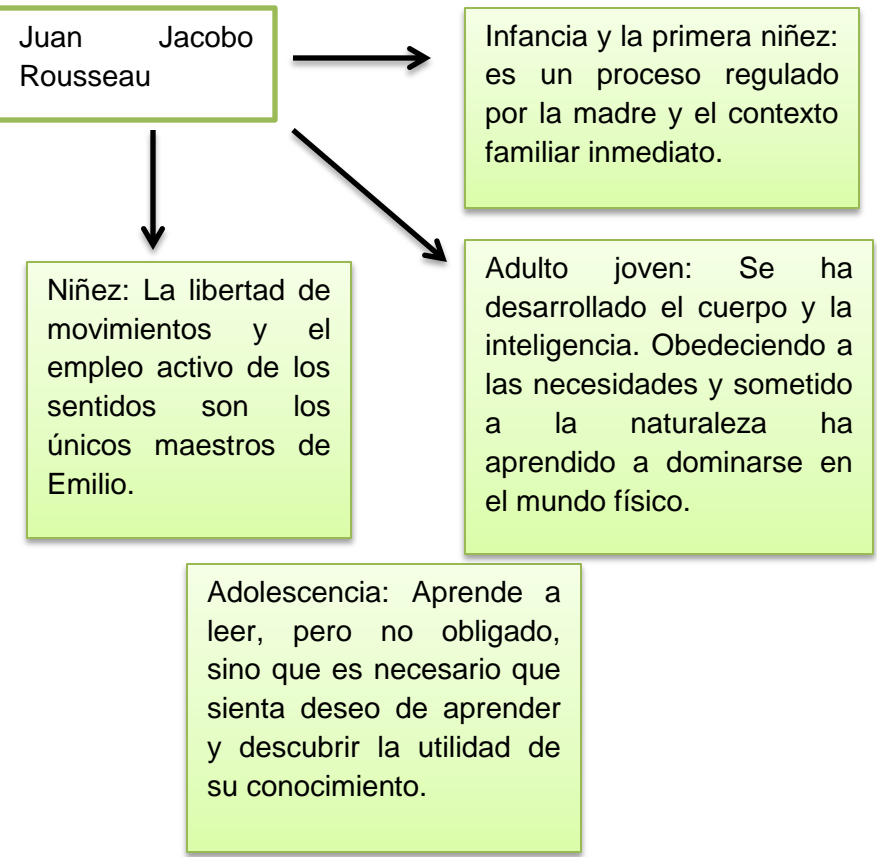 Juan Jacobo
Rousseau
Infancia y la primera niñez:
es un proceso regulado
por la madre y el contexto
familiar inmediato.
Niñez: La libertad de
movimientos y el
empleo activo de los
sentidos son los
únicos maestros de
Emilio.
Adulto joven: Se ha
desarrollado el cuerpo y la
inteligencia. Obedeciendo a
las necesidades y sometido
a la naturaleza ha
aprendido a dominarse en
el mundo físico.
Adolescencia: Aprende a
leer, pero no obligado,
sino que es necesario que
sienta deseo de aprender
y descubrir la utilidad de
su conocimiento.